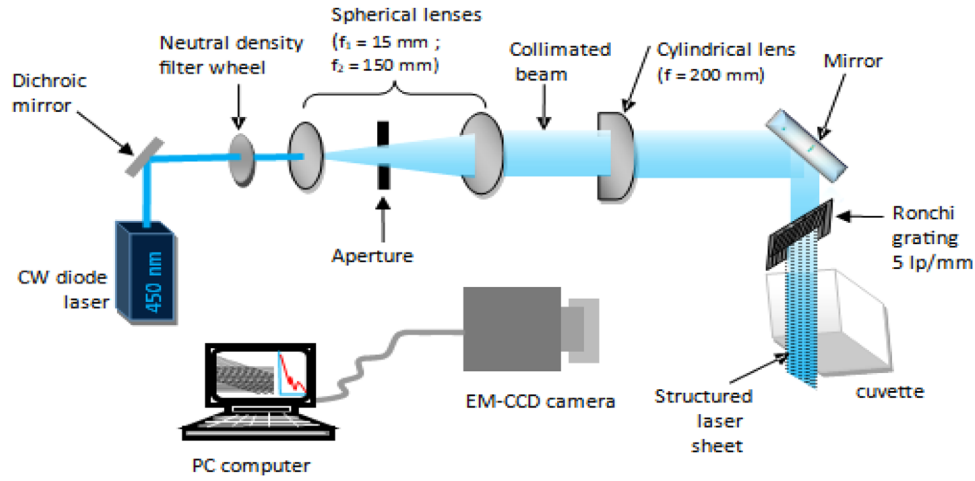 Spherical lenses
(f₁ = 15 mm ;
f₂ = 150 mm)
Neutral density
filter wheel
Collimated
beam
Cylindrical lens
(f = 200 mm)
Mirror
Dichroic
mirror
Aperture
Ronchi
grating
5 lp/mm
CW diode
laser
450 nm
EM-CCD camera
Structured
laser
sheet
cuvette
PC computer